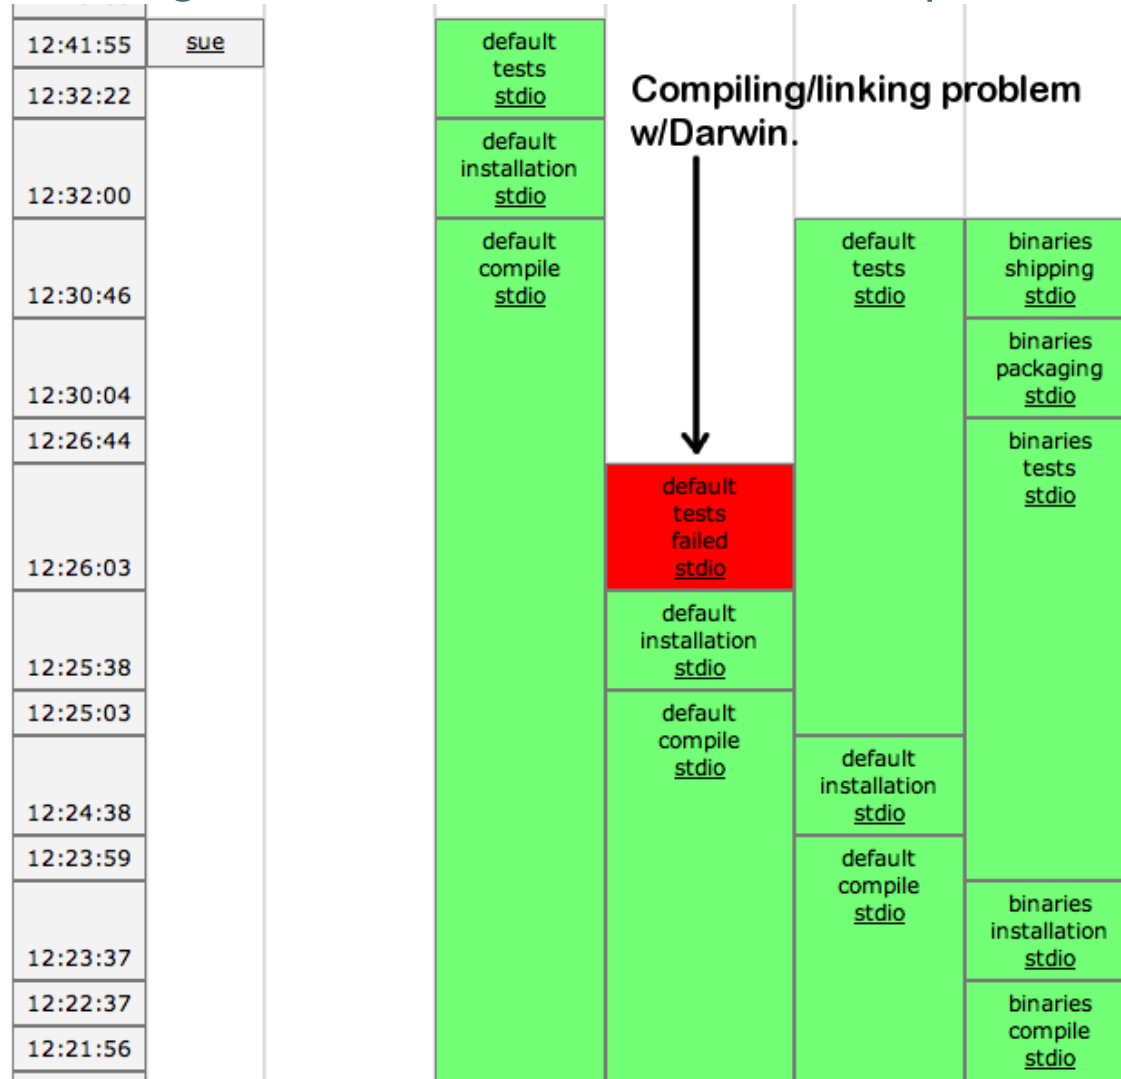 12:41:55 sue default
tests
stdio
12:32:22
Compiling/linking problem
w/Darwin.
default
installation
stdio
12:32:00
default
compile
stdio
default
tests
stdio
binaries
shipping
stdio
12:30:46
binaries
packaging
stdio
12:30:04
12:26:44
binaries
tests
stdio
default
tests
failed
stdio
12:26:03
default
installation
stdio
12:25:38
12:25:03
default
compile
stdio
default
installation
stdio
12:24:38
12:23:59
default
compile
stdio
binaries
installation
stdio
12:23:37
12:22:37
binaries
compile
stdio
12:21:56